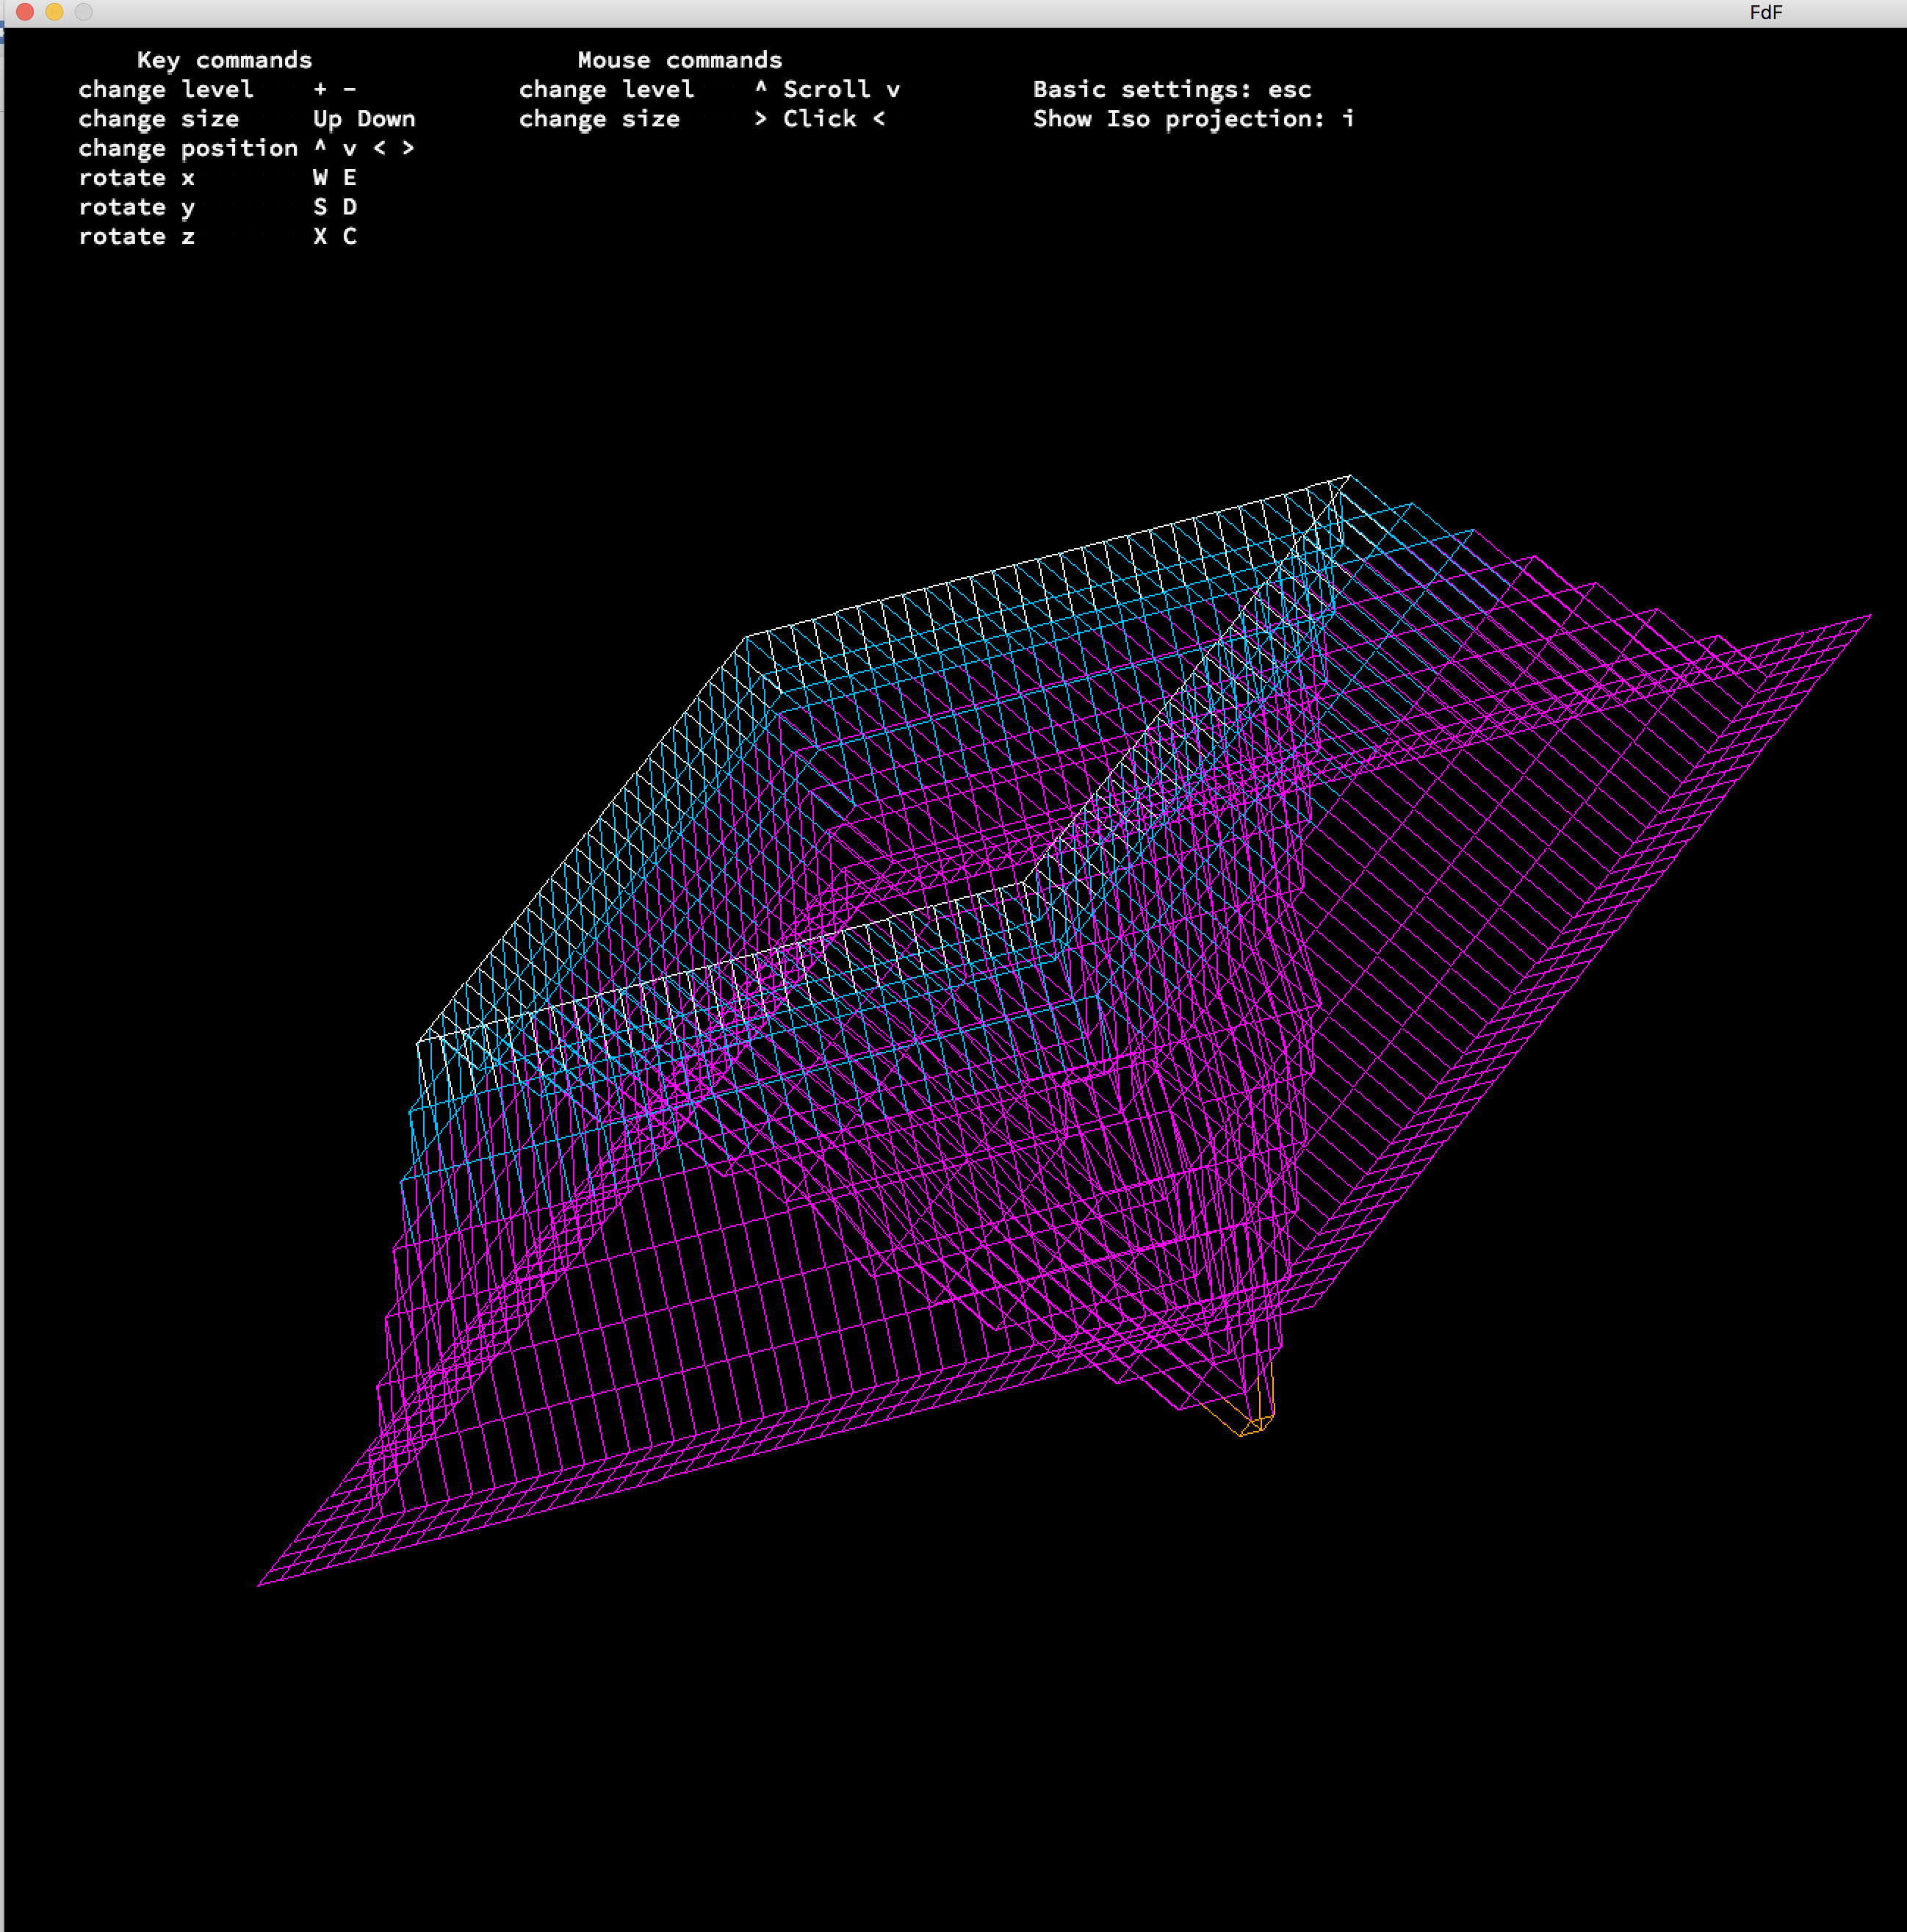 FdF
Key commands
change level + -
change size Up Down
change position ^ v < >
rotate x W E
rotate y S D
rotate z X C
Mouse commands
change level ^ Scroll v
change size > Click <
Basic settings: esc
Show Iso projection: i